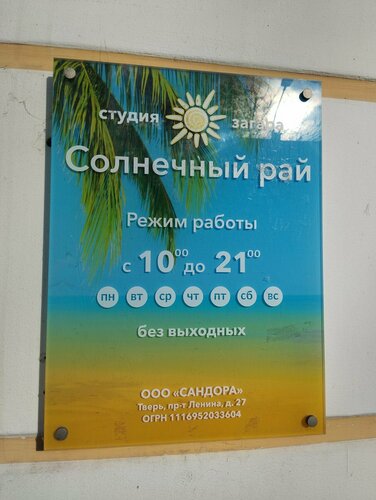 студия загара
Солнечный рай
Режим работы
с 10⁰⁰ до 21⁰⁰
пн вт ср чт пт сб вс
без выходных
ООО «САНДОРА»
Тверь, пр-т Ленина, д. 27
ОГРН 1116952033604